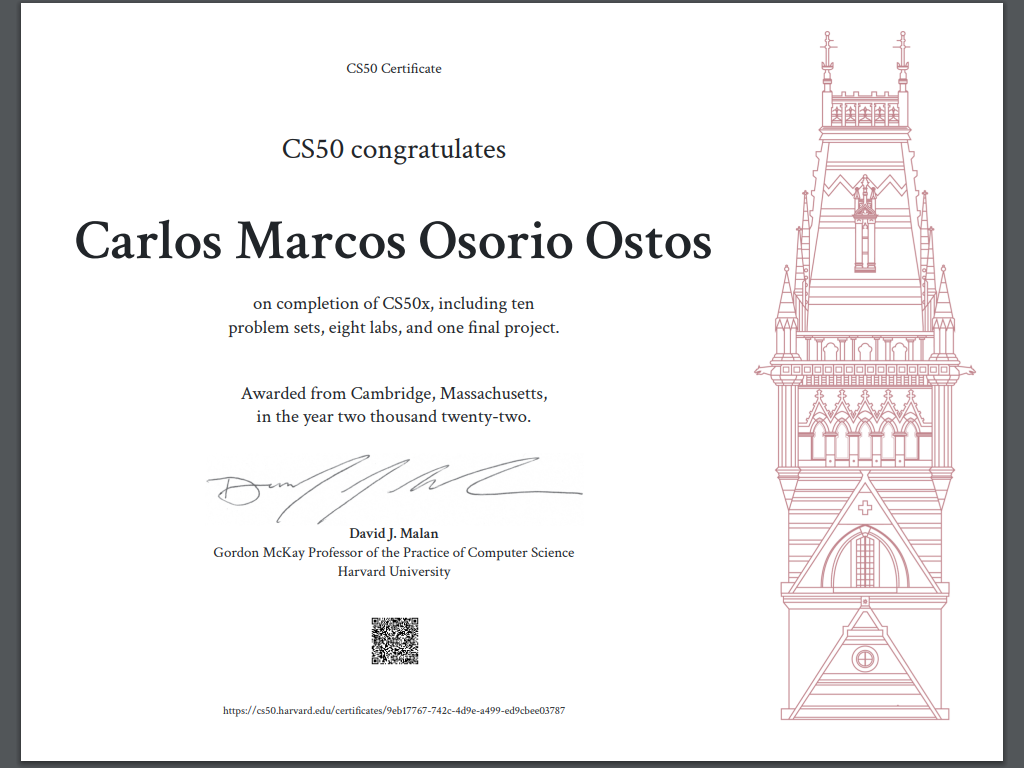 CS50 Certificate
CS50 congratulates
Carlos Marcos Osorio Ostos
on completion of CS50x, including ten
problem sets, eight labs, and one final project.
Awarded from Cambridge, Massachusetts,
in the year two thousand twenty-two.
David J. Malan
Gordon McKay Professor of the Practice of Computer Science
Harvard University
https://cs50.harvard.edu/certificates/9eb17767-742c-4d9e-a499-ed9cbee03787